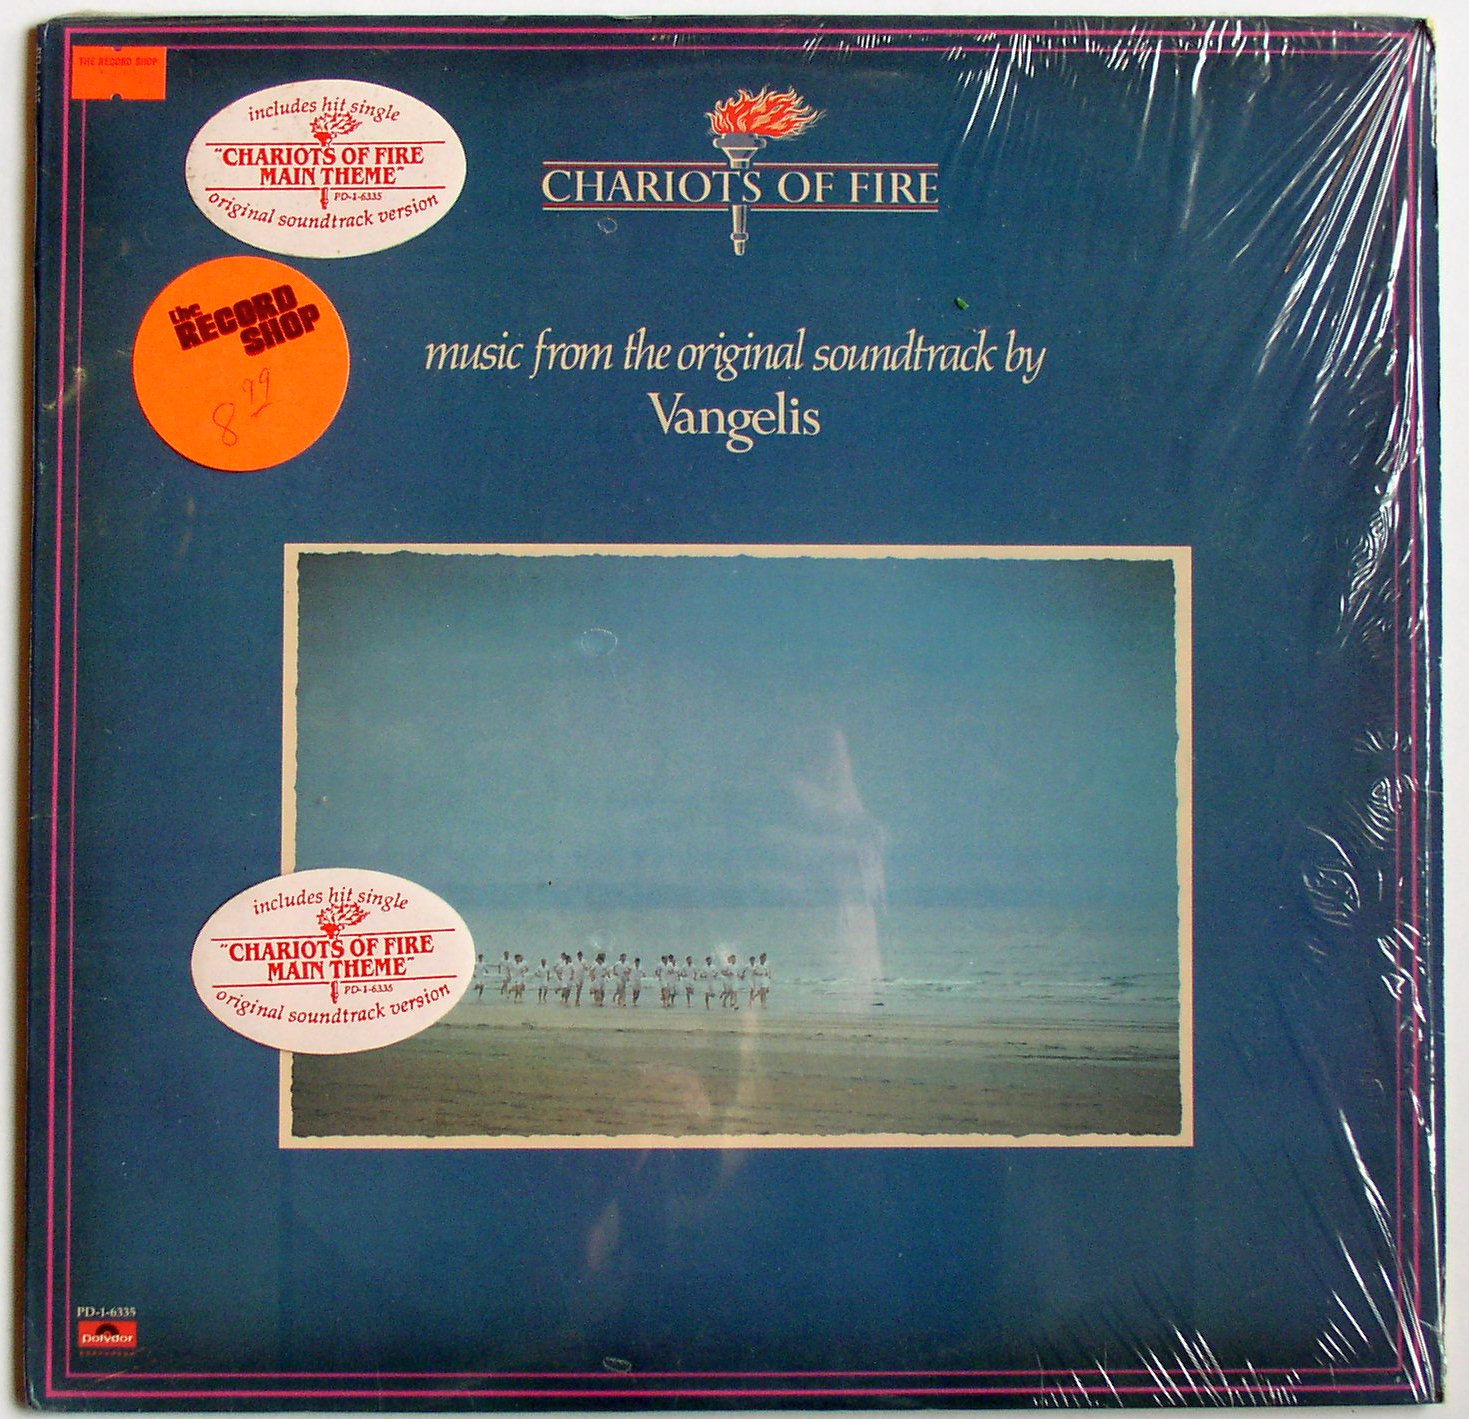 THE RECORD SHOP
includes hit single
"CHARIOTS OF FIRE
MAIN THEME"
PD-1-6335
original soundtrack version
CHARIOTS OF FIRE
the
RECORD
SHOP
8 99
music from the original soundtrack by
Vangelis
includes hit single
"CHARIOTS OF FIRE
MAIN THEME"
PD-1-6335
original soundtrack version
PD-1-6335
polydor